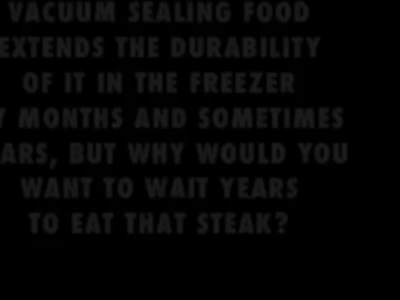 VACUUM SEALING FOOD
EXTENDS THE DURABILITY
OF IT IN THE FREEZER
MONTHS AND SOMETIMES
BUT WHY WOULD YOU
WANT TO WAIT YEARS
TO EAT THAT STEAK?